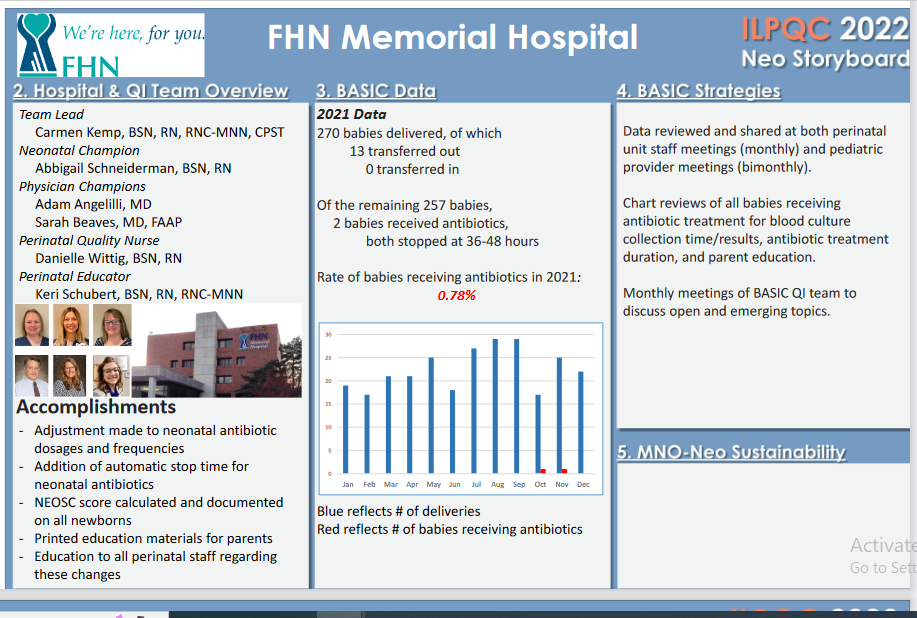 We're here, for you.
FHN
FHN Memorial Hospital
ILPQC 2022
Neo Storyboard
2. Hospital & QI Team Overview
Team Lead
Carmen Kemp, BSN, RN, RNC-MNN, CPST
Neonatal Champion
Abbigail Schneiderman, BSN, RN
Physician Champions
Adam Angelilli, MD
Sarah Beaves, MD, FAAP
Perinatal Quality Nurse
Danielle Wittig, BSN, RN
Perinatal Educator
Keri Schubert, BSN, RN, RNC-MNN
FHN
Memorial
Hospital
Accomplishments
- Adjustment made to neonatal antibiotic
dosages and frequencies
- Addition of automatic stop time for
neonatal antibiotics
- NEOSC score calculated and documented
on all newborns
- Printed education materials for parents
- Education to all perinatal staff regarding
these changes
3. BASIC Data
2021 Data
270 babies delivered, of which
13 transferred out
0 transferred in
Of the remaining 257 babies,
2 babies received antibiotics,
both stopped at 36-48 hours
Rate of babies receiving antibiotics in 2021:
0.78%
30
25
20
15
10
5
0
Jan Feb Mar Apr May Jun Jul Aug Sep Oct Nov Dec
Blue reflects # of deliveries
Red reflects # of babies receiving antibiotics
4. BASIC Strategies
Data reviewed and shared at both perinatal
unit staff meetings (monthly) and pediatric
provider meetings (bimonthly).
Chart reviews of all babies receiving
antibiotic treatment for blood culture
collection time/results, antibiotic treatment
duration, and parent education.
Monthly meetings of BASIC QI team to
discuss open and emerging topics.
5. MNO-Neo Sustainability
Activate
Go to Sett